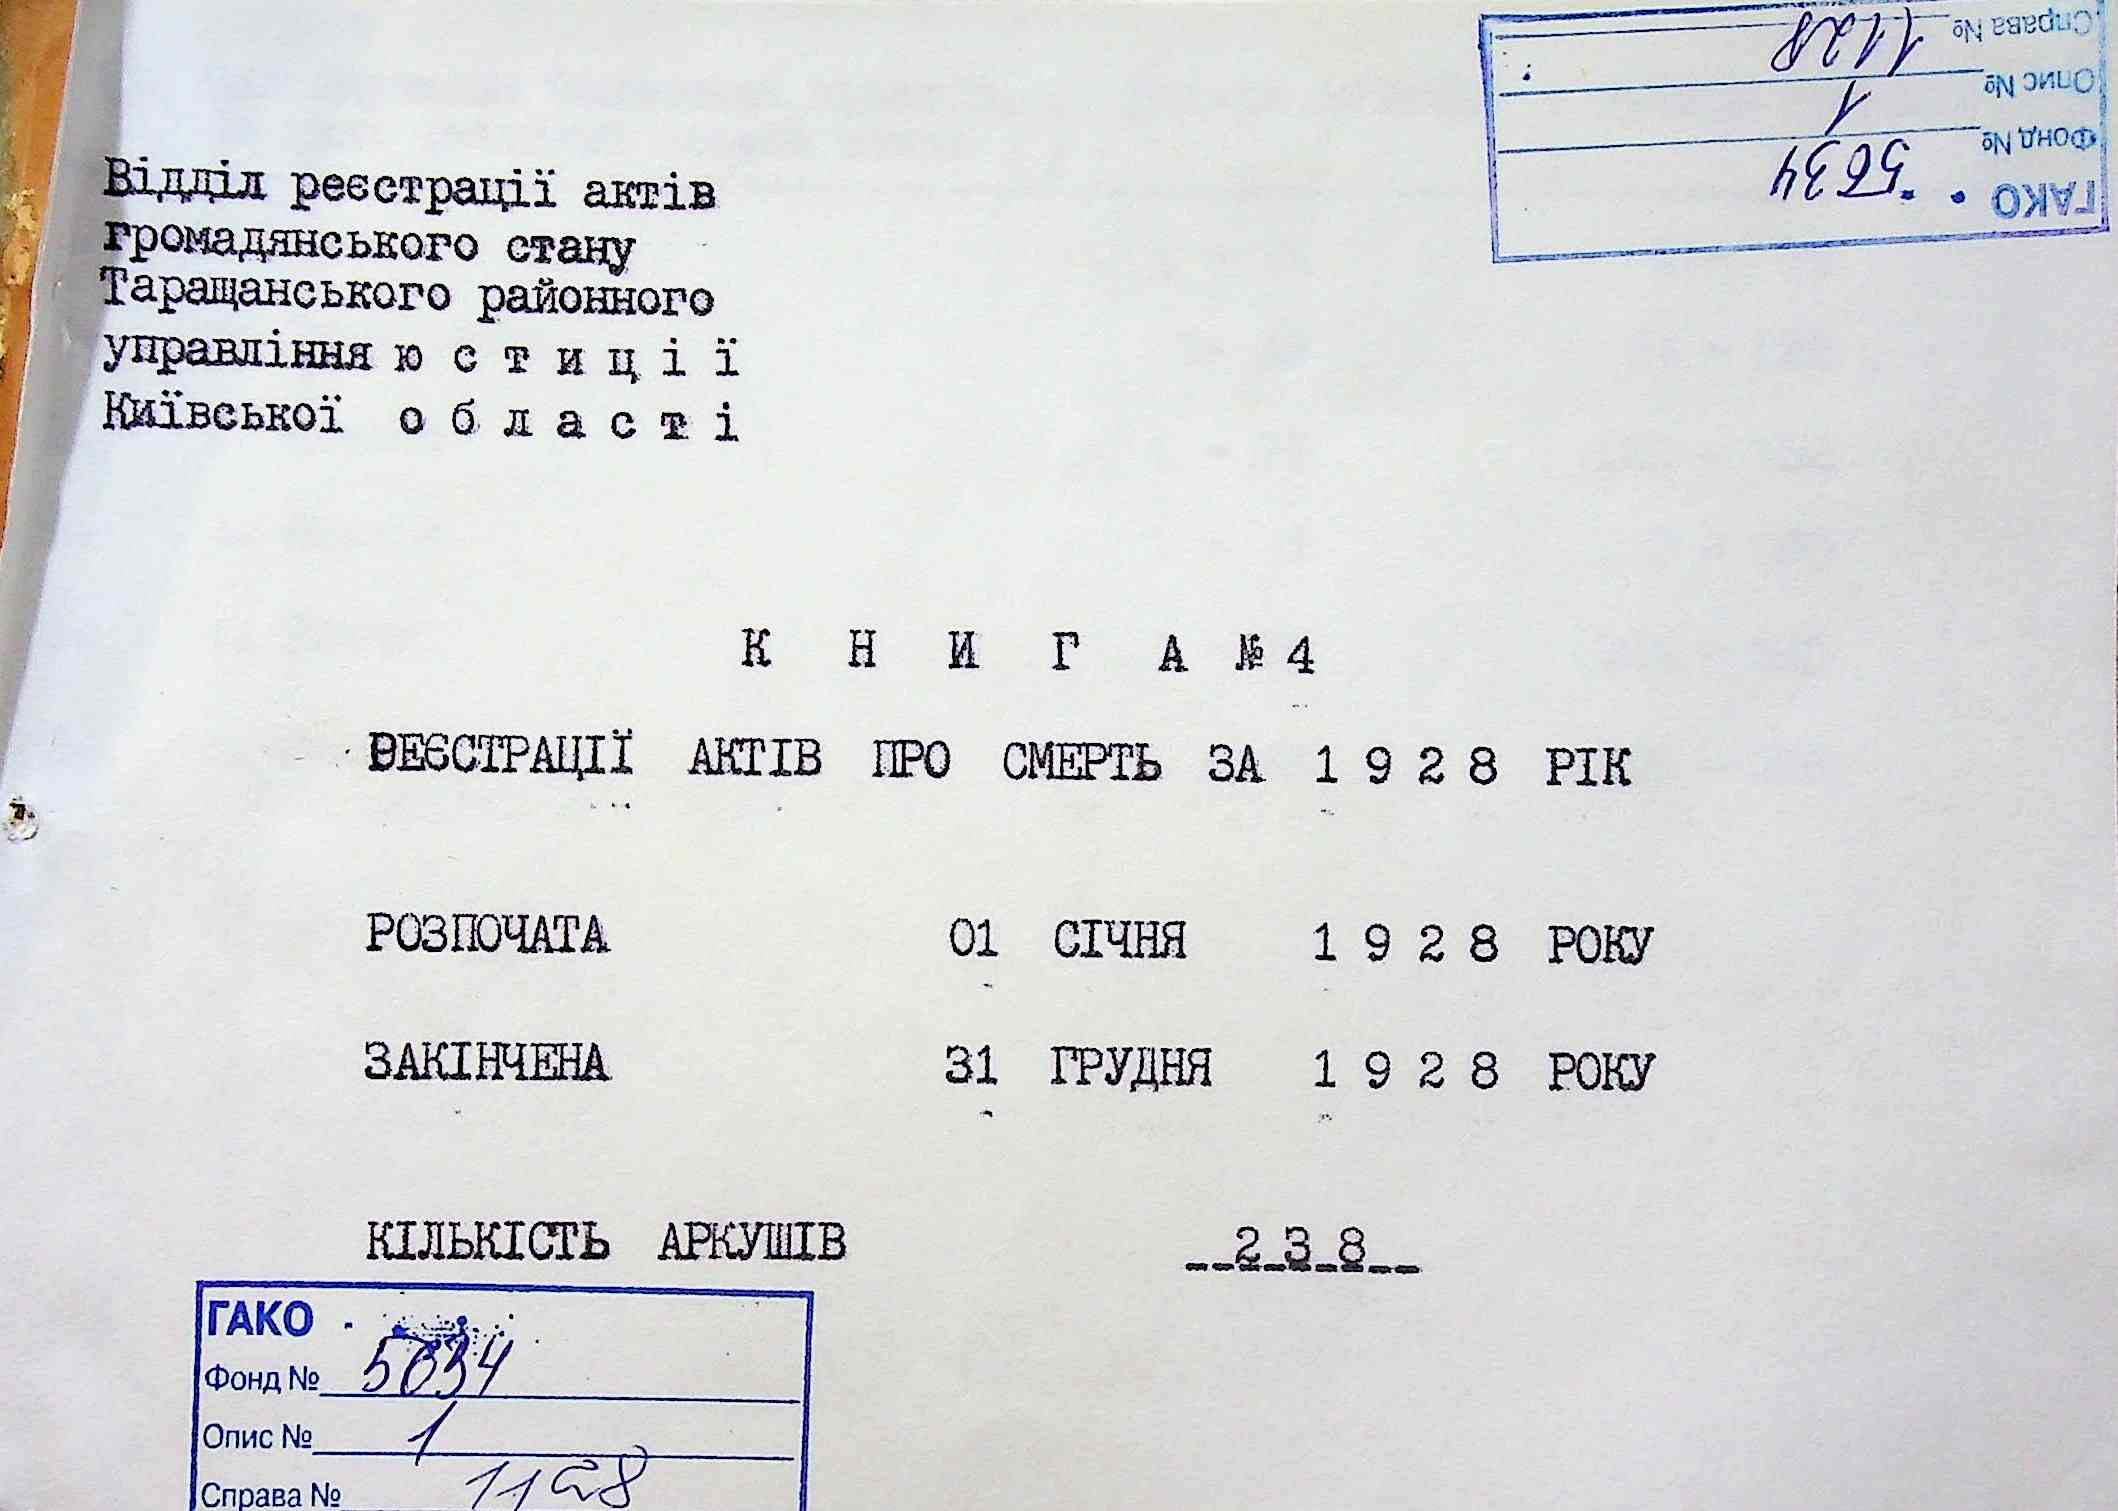 Відділ реєстрації актів
громадянського стану
Таращанського районного
управління ю с т и ц і ї
Київської о б л а с т і
ГАКО
Фонд № 5634
Опис № 1
Справа № 1128
К Н И Г А № 4
РЕЄСТРАЦІЇ АКТІВ ПРО СМЕРТЬ ЗА 1 9 2 8 РІК
РОЗПОЧАТА 01 СІЧНЯ 1 9 2 8 РОКУ
ЗАКІНЧЕНА 31 ГРУДНЯ 1 9 2 8 РОКУ
КІЛЬКІСТЬ АРКУШІВ 2 3 8
ГАКО
Фонд № 5634
Опис № 1
Справа № 1128